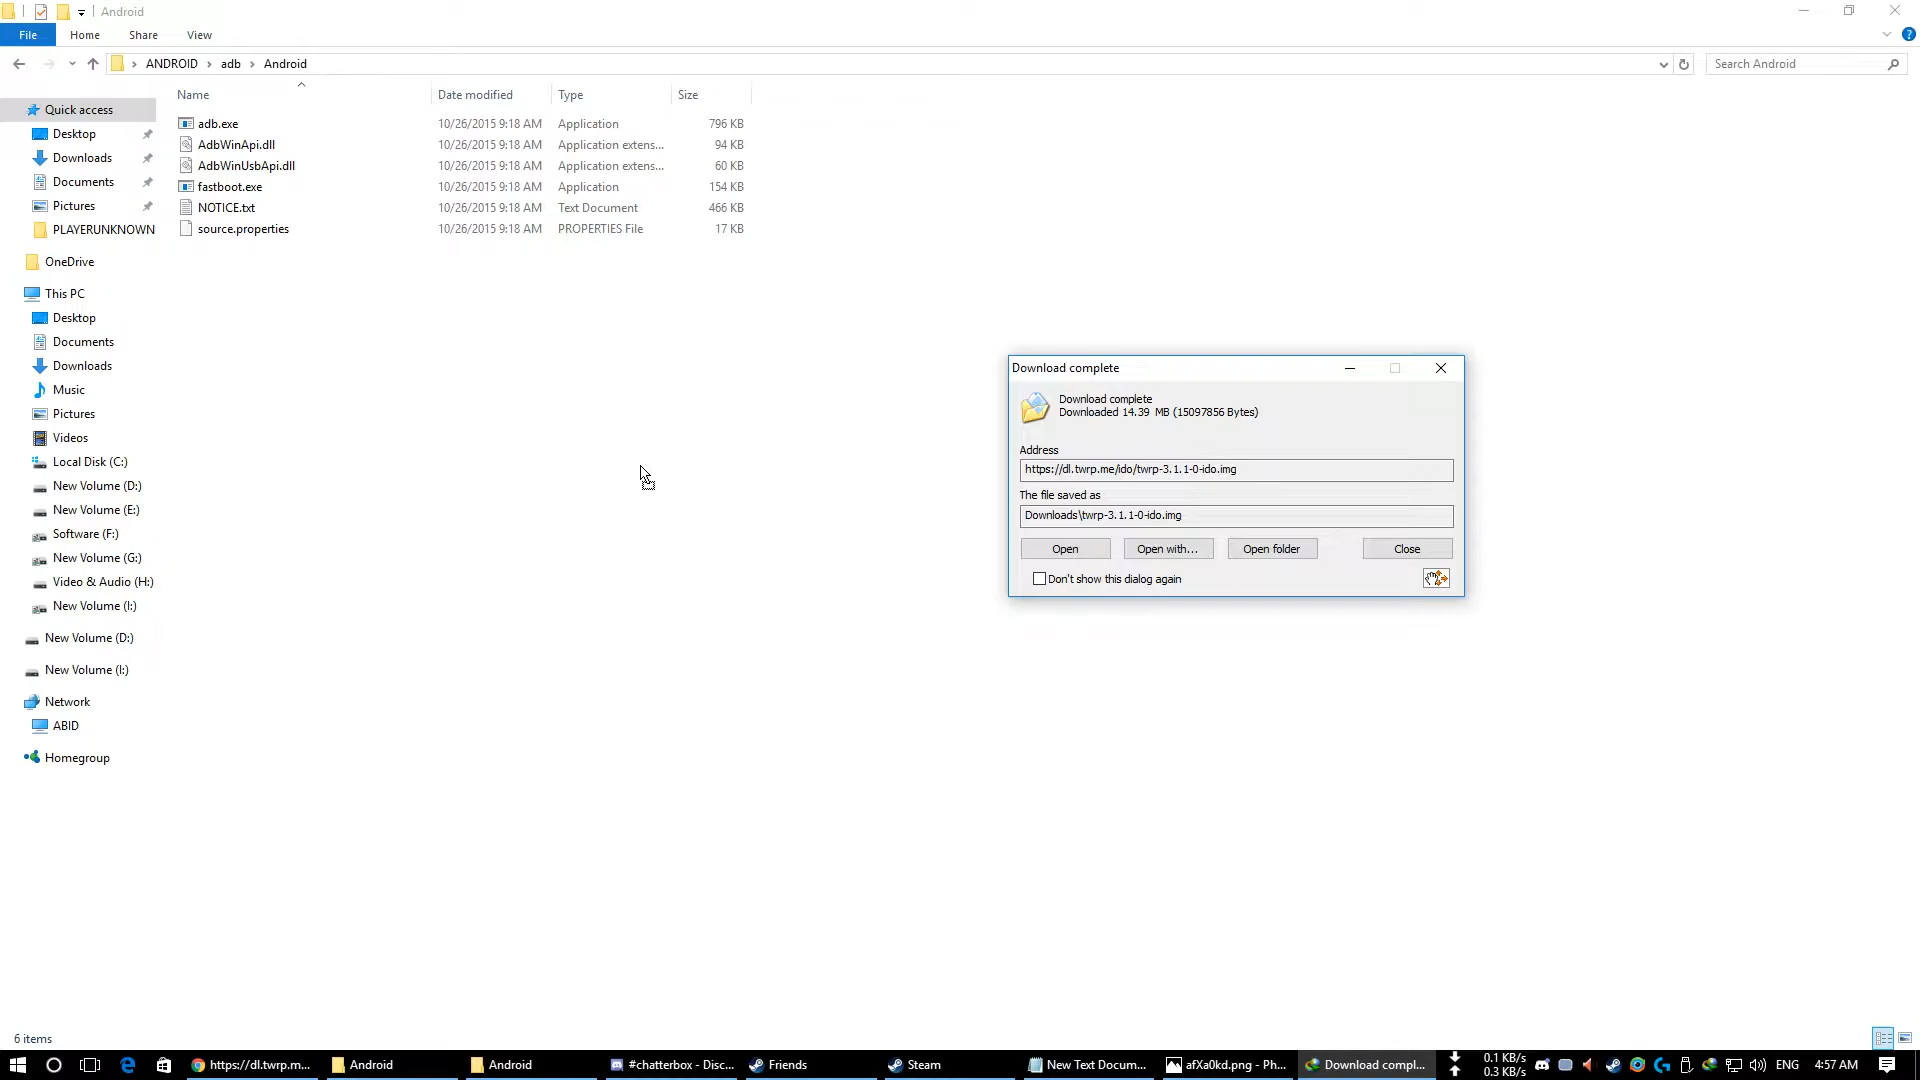 Android
File
Home
Share
View
ANDROID
adb
Android
Search Android
Name
Date modified
Type
Size
adb.exe 10/26/2015 9:18 AM Application 796 KB
AdbWinApi.dll 10/26/2015 9:18 AM Application extens... 94 KB
AdbWinUsbApi.dll 10/26/2015 9:18 AM Application extens... 60 KB
fastboot.exe 10/26/2015 9:18 AM Application 154 KB
NOTICE.txt 10/26/2015 9:18 AM Text Document 466 KB
source.properties 10/26/2015 9:18 AM PROPERTIES File 17 KB
Quick access
Desktop
Downloads
Documents
Pictures
PLAYERUNKNOWN
OneDrive
This PC
Desktop
Documents
Downloads
Music
Pictures
Videos
Local Disk (C:)
New Volume (D:)
New Volume (E:)
Software (F:)
New Volume (G:)
Video & Audio (H:)
New Volume (I:)
New Volume (D:)
New Volume (I:)
Network
ABID
Homegroup
Download complete
Download complete
Downloaded 14.39 MB (15097856 Bytes)
Address
https://dl.twrp.me/ido/twrp-3.1.1-0-ido.img
The file saved as
Downloads\twrp-3.1.1-0-ido.img
Open
Open with...
Open folder
Close
Don't show this dialog again
6 items
https://dl.twrp.m...
Android
Android
#chatterbox - Disc...
Friends
Steam
New Text Docum...
afXa0kd.png - Ph...
Download compl...
0.1 KB/s
0.3 KB/s
ENG
4:57 AM